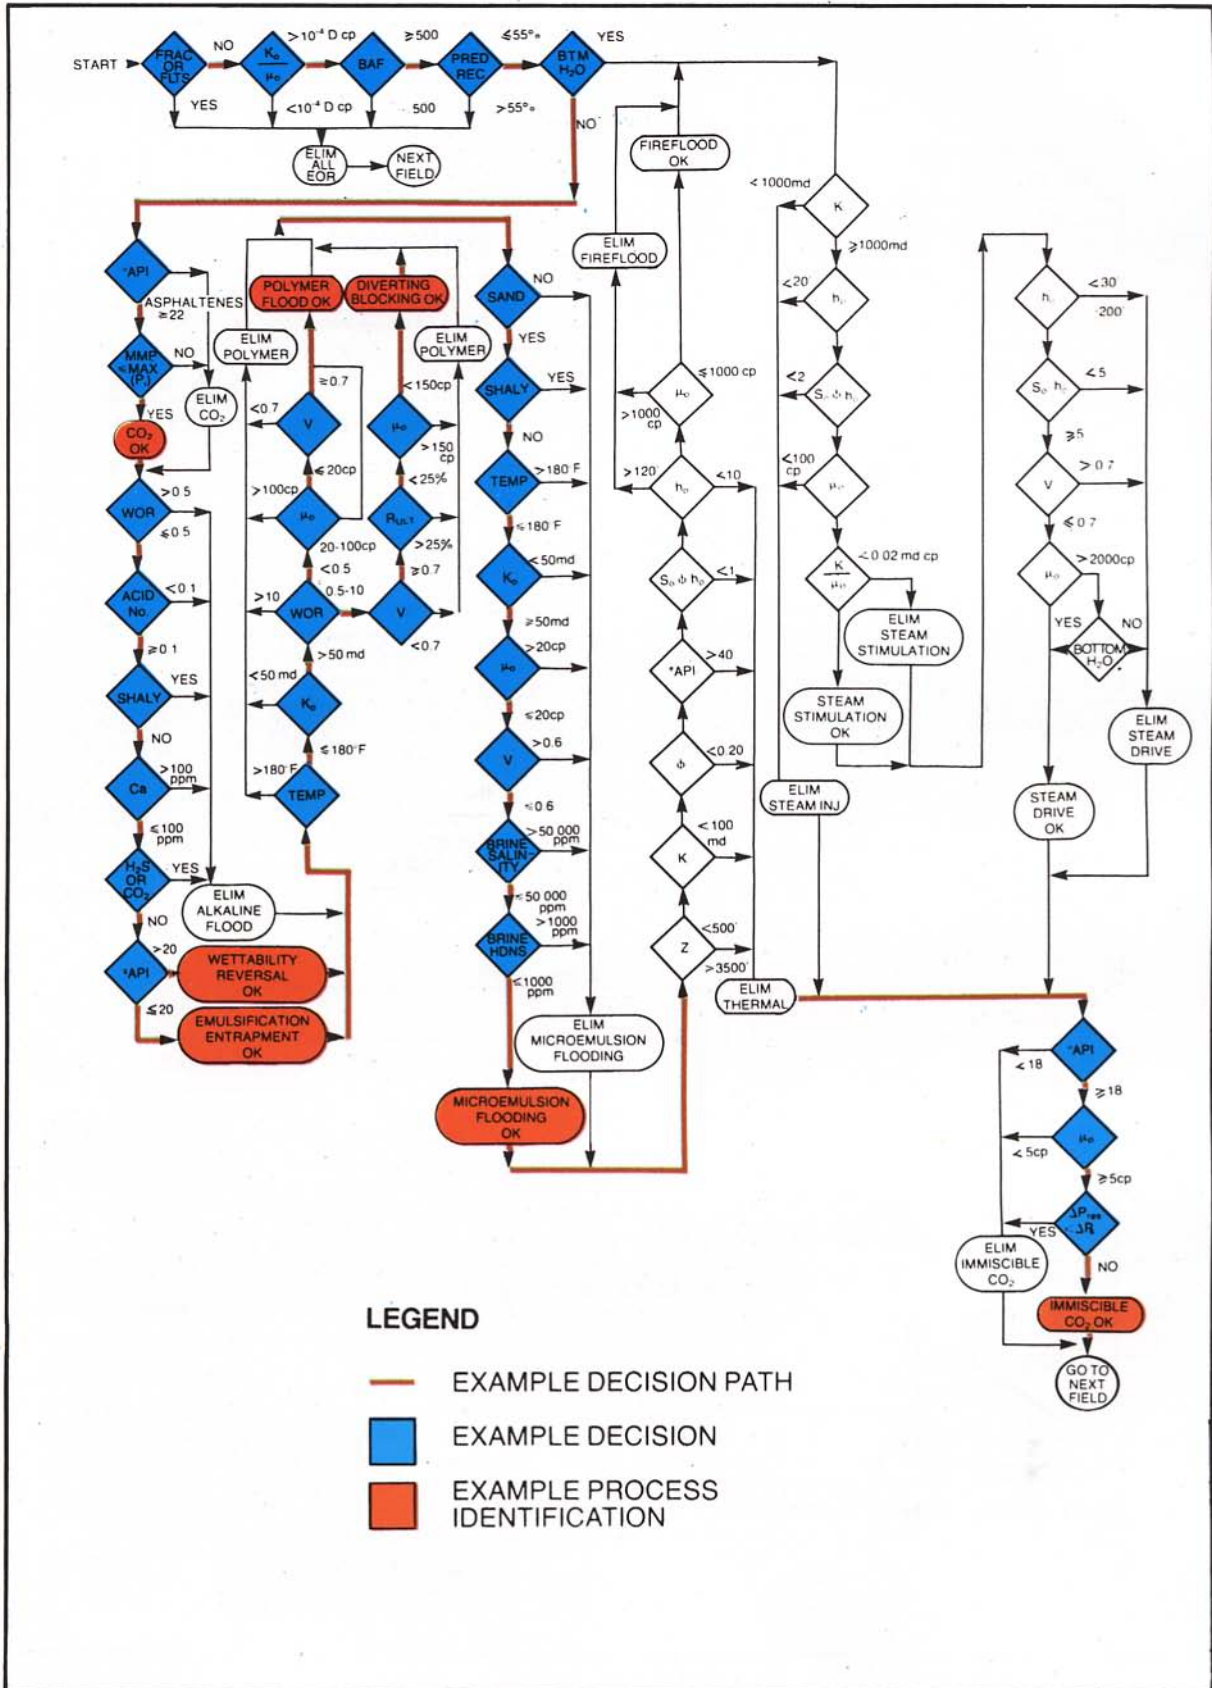 START
FRAC
OR
FLTS
NO
YES
Ko
μo
>10⁻⁴ D cp
<10⁻⁴ D cp
BAF
≥500
500
PRED
REC
≤55%
>55%
BTM
H₂O
YES
NO
ELIM
ALL
EOR
NEXT
FIELD
°API
ASPHALTENES
≥22
MMP
≤MAX
(P,)
NO
YES
ELIM
CO₂
CO₂
OK
WOR
>0.5
≤0.5
ACID
No.
<0.1
≥0.1
SHALY
YES
NO
Ca
>100
ppm
≤100
ppm
H₂S
OR
CO₂
YES
NO
ELIM
ALKALINE
FLOOD
°API
>20
≤20
WETTABILITY
REVERSAL
OK
EMULSIFICATION
ENTRAPMENT
OK
POLYMER
FLOOD OK
DIVERTING
BLOCKING OK
ELIM
POLYMER
ELIM
POLYMER
≥0.7
<0.7
V
≤20cp
>100cp
μo
20-100cp
<0.5
>10
WOR
0.5-10
>50 md
<50 md
Ko
≤180°F
>180°F
TEMP
<150cp
μo
>150
cp
<25%
RULT
>25%
≥0.7
V
<0.7
SAND
NO
YES
SHALY
YES
NO
TEMP
>180°F
≤180°F
Ko
<50md
≥50md
μo
>20cp
≤20cp
V
>0.6
≤0.6
BRINE
SALIN-
ITY
>50 000
ppm
≤50 000
ppm
BRINE
HDNS
>1000
ppm
≤1000
ppm
ELIM
MICROEMULSION
FLOODING
MICROEMULSION
FLOODING
OK
FIREFLOOD
OK
ELIM
FIREFLOOD
≤1000 cp
μo
>1000
cp
>120'
ho
<10
So φ ho
<1
°API
>40
φ
<0.20
K
<100
md
Z
<500'
>3500'
ELIM
THERMAL
<1000md
K
≥1000md
<20'
ho
<2
So φ ho
<100
cp
μo
K
μo
<0.02 md cp
ELIM
STEAM
STIMULATION
STEAM
STIMULATION
OK
ELIM
STEAM INJ
ho
<30
200'
So ho
<5
≥5
V
>0.7
≤0.7
μo
>2000cp
YES
NO
BOTTOM
H₂O
ELIM
STEAM
DRIVE
STEAM
DRIVE
OK
°API
<18
≥18
μo
<5cp
≥5cp
YES
NO
ELIM
IMMISCIBLE
CO₂
IMMISCIBLE
CO₂ OK
GO TO
NEXT
FIELD
LEGEND
EXAMPLE DECISION PATH
EXAMPLE DECISION
EXAMPLE PROCESS
IDENTIFICATION